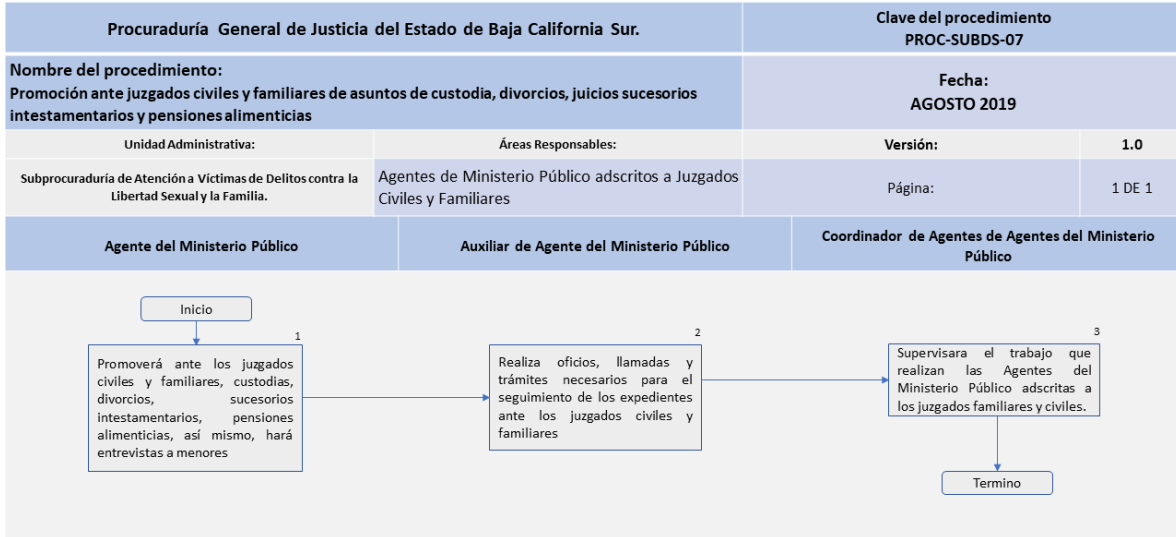 Procuraduría General de Justicia del Estado de Baja California Sur.
Clave del procedimiento
PROC-SUBDS-07
Nombre del procedimiento:
Promoción ante juzgados civiles y familiares de asuntos de custodia, divorcios, juicios sucesorios
intestamentarios y pensiones alimenticias
Fecha:
AGOSTO 2019
Unidad Administrativa:
Áreas Responsables:
Versión:
1.0
Subprocuraduría de Atención a Víctimas de Delitos contra la
Libertad Sexual y la Familia.
Agentes de Ministerio Público adscritos a Juzgados
Civiles y Familiares
Página:
1 DE 1
Agente del Ministerio Público
Auxiliar de Agente del Ministerio Público
Coordinador de Agentes de Agentes del Ministerio
Público
Inicio
1
Promoverá ante los juzgados
civiles y familiares, custodias,
divorcios, sucesorios
intestamentarios, pensiones
alimenticias, así mismo, hará
entrevistas a menores
2
Realiza oficios, llamadas y
trámites necesarios para el
seguimiento de los expedientes
ante los juzgados civiles y
familiares
3
Supervisara el trabajo que
realizan las Agentes del
Ministerio Público adscritas a
los juzgados familiares y civiles.
Termino